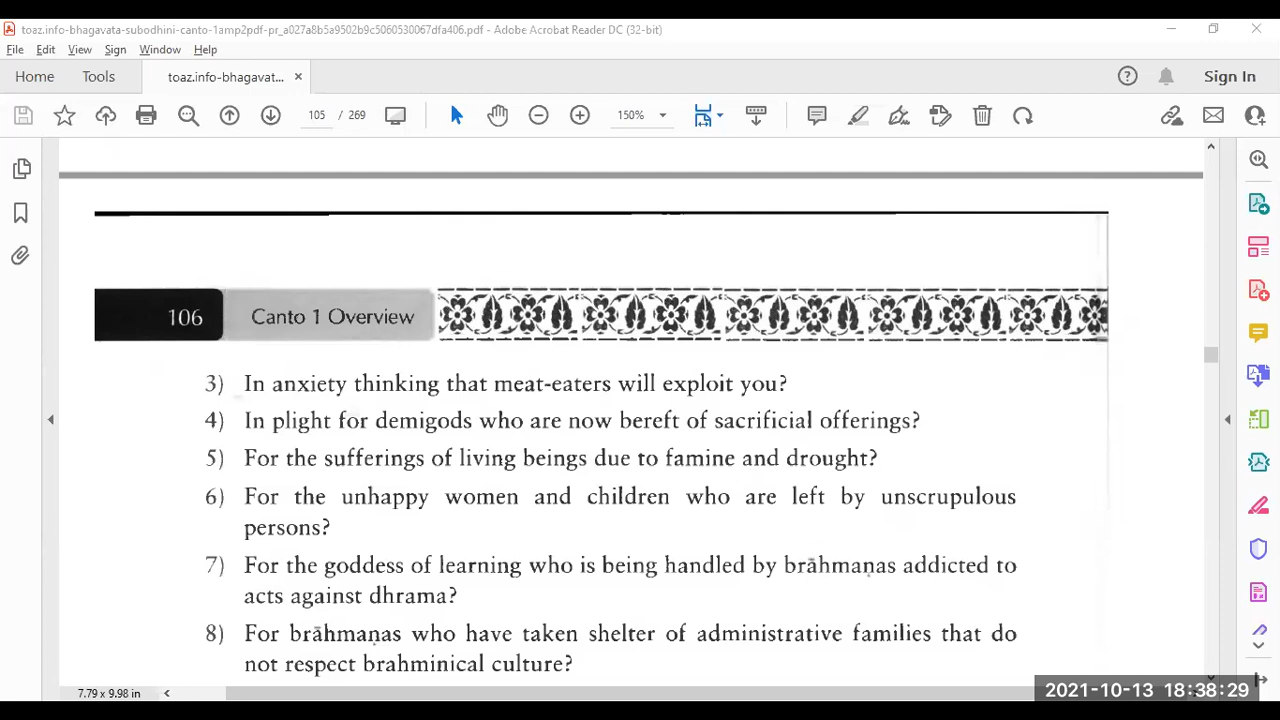 toaz.info-bhagavata-subodhini-canto-1amp2pdf-pr_a027a8b5a9502b9c5060530067dfa406.pdf - Adobe Acrobat Reader DC (32-bit)
File Edit View Sign Window Help
Home Tools toaz.info-bhagavat... × Sign In
105 / 269 150%
106 Canto 1 Overview
3) In anxiety thinking that meat-eaters will exploit you?
4) In plight for demigods who are now bereft of sacrificial offerings?
5) For the sufferings of living beings due to famine and drought?
6) For the unhappy women and children who are left by unscrupulous
persons?
7) For the goddess of learning who is being handled by brāhmaṇas addicted to
acts against dhrama?
8) For brāhmaṇas who have taken shelter of administrative families that do
not respect brahminical culture?
7.79 x 9.98 in
2021-10-13 18:38:29